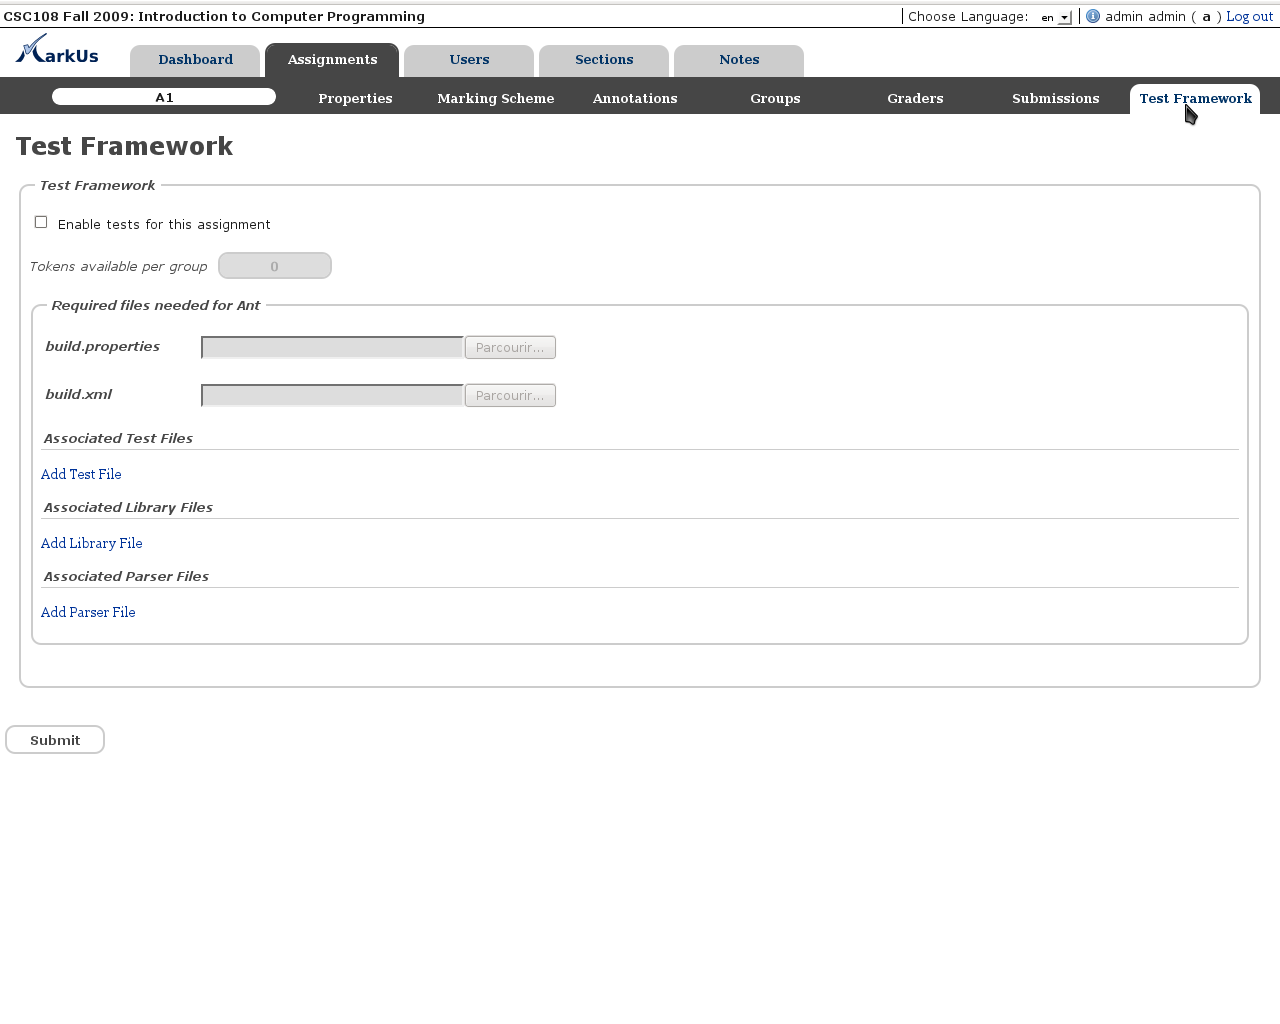 CSC108 Fall 2009: Introduction to Computer Programming
Choose Language: en admin admin ( a ) Log out
MarkUs
Dashboard Assignments Users Sections Notes
A1 Properties Marking Scheme Annotations Groups Graders Submissions Test Framework
Test Framework
Test Framework
Enable tests for this assignment
Tokens available per group 0
Required files needed for Ant
build.properties Parcourir...
build.xml Parcourir...
Associated Test Files
Add Test File
Associated Library Files
Add Library File
Associated Parser Files
Add Parser File
Submit